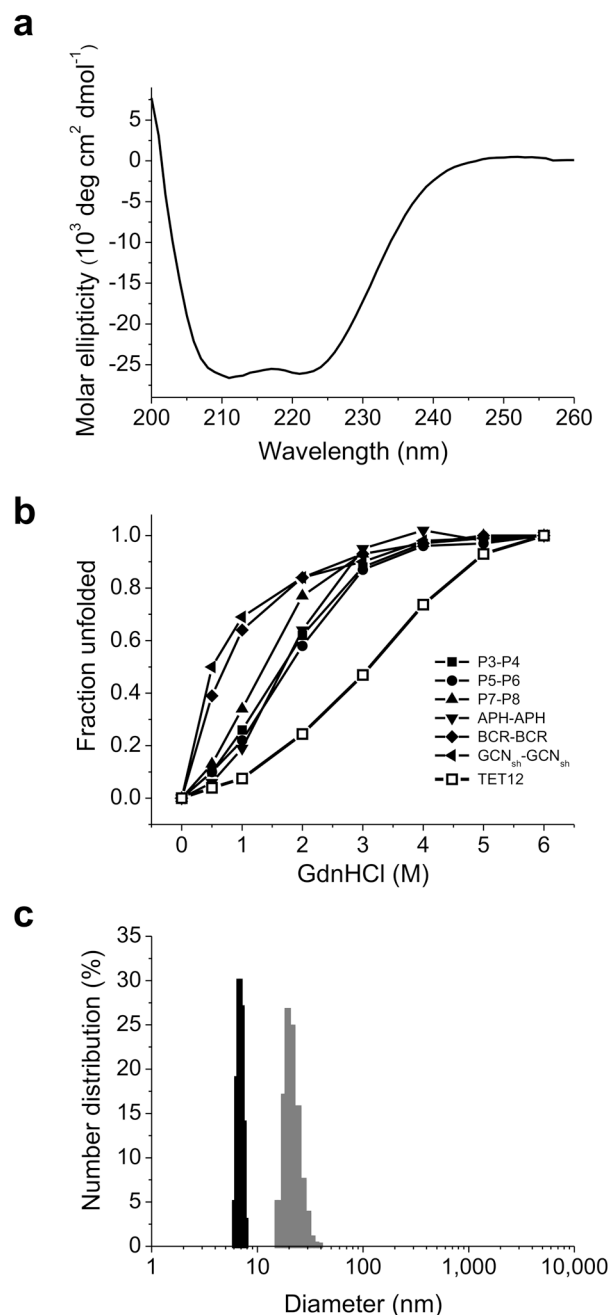 a
Molar ellipticity (10³ deg cm² dmol⁻¹)
5
0
-5
-10
-15
-20
-25
200 210 220 230 240 250 260
Wavelength (nm)
b
Fraction unfolded
1.0
0.8
0.6
0.4
0.2
0.0
P3-P4
P5-P6
P7-P8
APH-APH
BCR-BCR
GCNsh-GCNsh
TET12
0 1 2 3 4 5 6
GdnHCl (M)
c
Number distribution (%)
35
30
25
20
15
10
5
0
1 10 100 1,000 10,000
Diameter (nm)